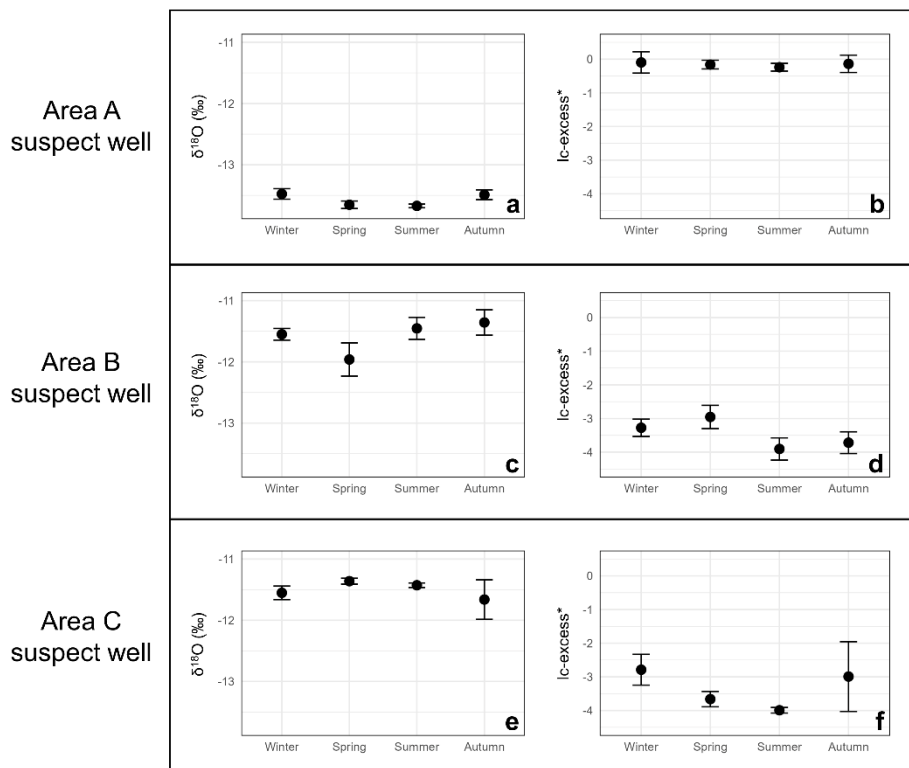 Area A
suspect well
δ¹⁸O (‰)
-11
-12
-13
Winter Spring Summer Autumn
a
lc-excess*
0
-1
-2
-3
-4
Winter Spring Summer Autumn
b
Area B
suspect well
δ¹⁸O (‰)
-11
-12
-13
Winter Spring Summer Autumn
c
lc-excess*
0
-1
-2
-3
-4
Winter Spring Summer Autumn
d
Area C
suspect well
δ¹⁸O (‰)
-11
-12
-13
Winter Spring Summer Autumn
e
lc-excess*
0
-1
-2
-3
-4
Winter Spring Summer Autumn
f